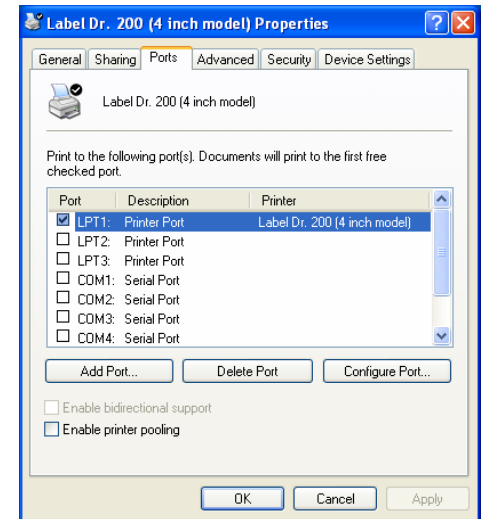 Label Dr. 200 (4 inch model) Properties
General Sharing Ports Advanced Security Device Settings
Label Dr. 200 (4 inch model)
Print to the following port(s). Documents will print to the first free
checked port.
Port Description Printer
LPT1: Printer Port Label Dr. 200 (4 inch model)
LPT2: Printer Port
LPT3: Printer Port
COM1: Serial Port
COM2: Serial Port
COM3: Serial Port
COM4: Serial Port
Add Port... Delete Port Configure Port...
Enable bidirectional support
Enable printer pooling
OK Cancel Apply